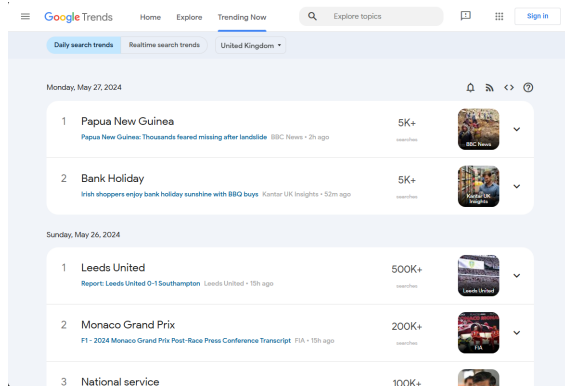 Google Trends
Home
Explore
Trending Now
Explore topics
Sign in
Daily search trends
Realtime search trends
United Kingdom
Monday, May 27, 2024
1
Papua New Guinea
Papua New Guinea: Thousands feared missing after landslide BBC News • 2h ago
5K+
searches
BBC News
2
Bank Holiday
Irish shoppers enjoy bank holiday sunshine with BBQ buys Kantar UK Insights • 52m ago
5K+
searches
Kantar UK
Insights
Sunday, May 26, 2024
1
Leeds United
Report: Leeds United 0-1 Southampton Leeds United • 15h ago
500K+
searches
Leeds United
2
Monaco Grand Prix
F1 - 2024 Monaco Grand Prix Post-Race Press Conference Transcript FIA • 15h ago
200K+
searches
FIA
3
National service
100K+